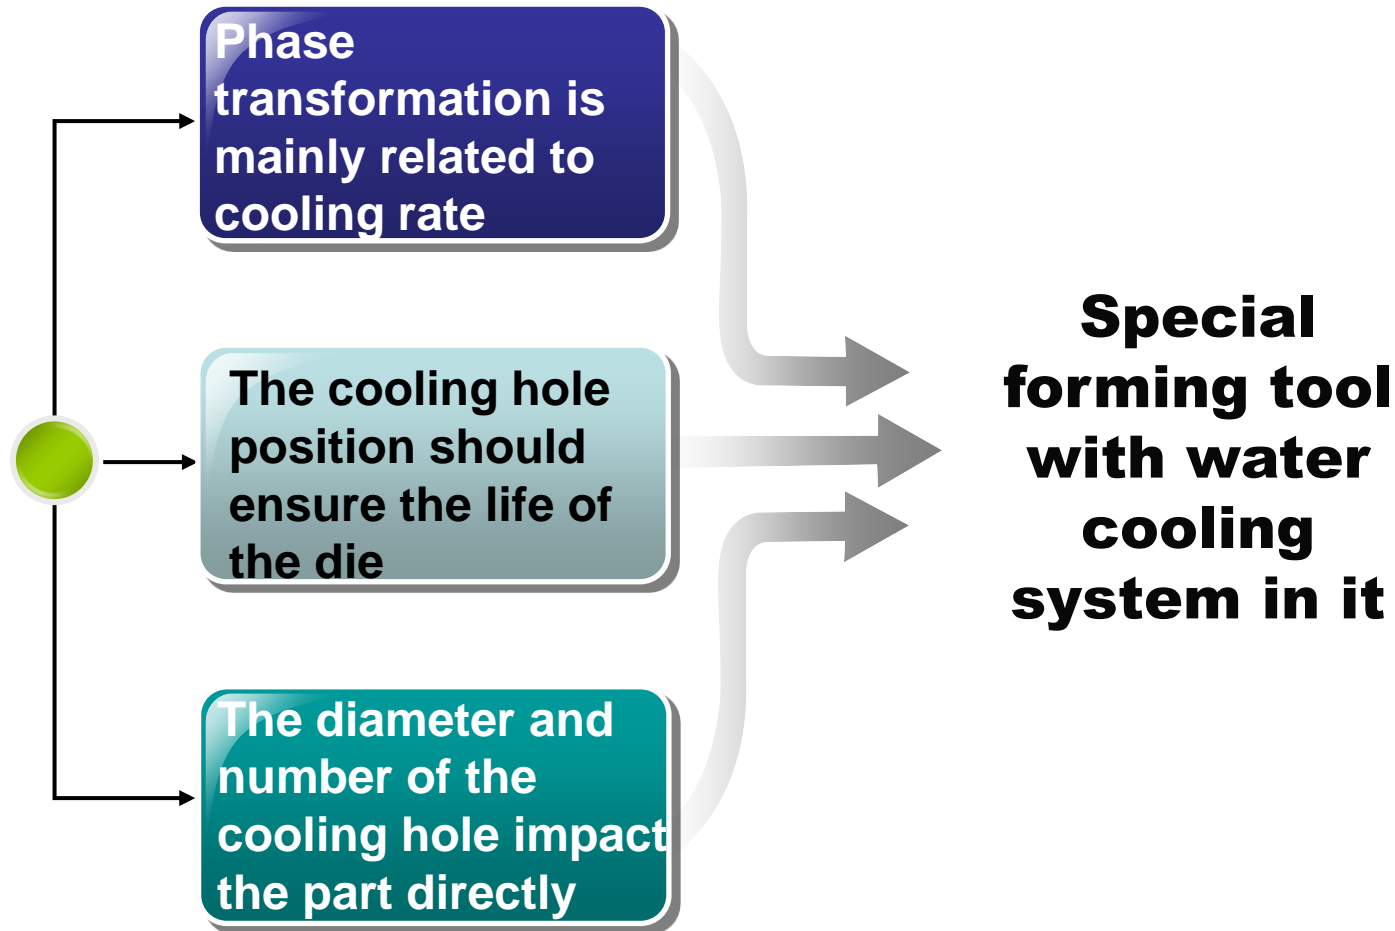 Phase
transformation is
mainly related to
cooling rate
The cooling hole
position should
ensure the life of
the die
The diameter and
number of the
cooling hole impact
the part directly
Special
forming tool
with water
cooling
system in it